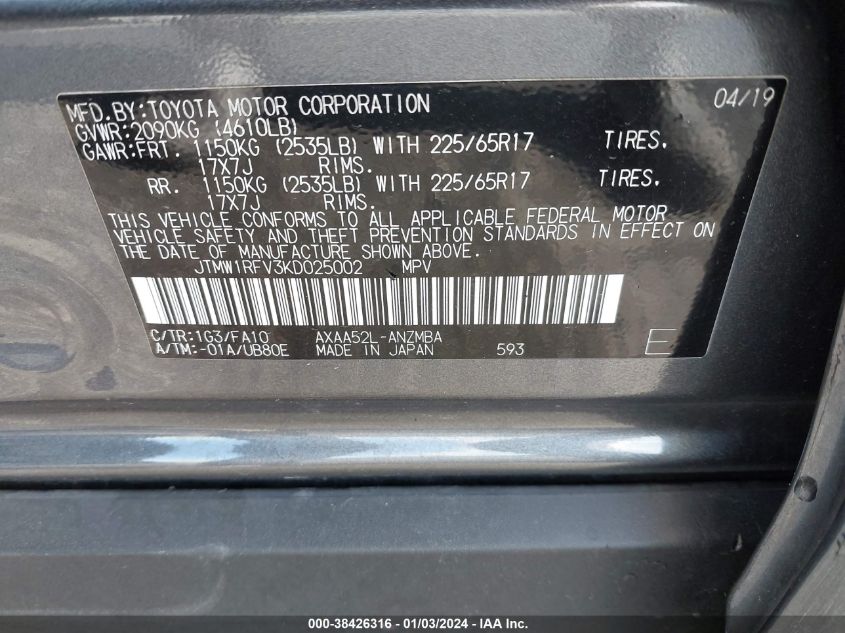 MFD. BY: TOYOTA MOTOR CORPORATION 04/19
GVWR: 2090KG (4610LB)
GAWR: FRT. 1150KG (2535LB) WITH 225/65R17 TIRES.
17X7J RIMS.
RR. 1150KG (2535LB) WITH 225/65R17 TIRES.
17X7J RIMS.
THIS VEHICLE CONFORMS TO ALL APPLICABLE FEDERAL MOTOR
VEHICLE SAFETY AND THEFT PREVENTION STANDARDS IN EFFECT ON
THE DATE OF MANUFACTURE SHOWN ABOVE.
JTMW1RFV3KD025002 MPV
C/TR: 1G3/FA10 AXAA52L-ANZMBA
A/TM: -01A/UB80E MADE IN JAPAN 593 E
000-38426316 - 01/03/2024 - IAA Inc.